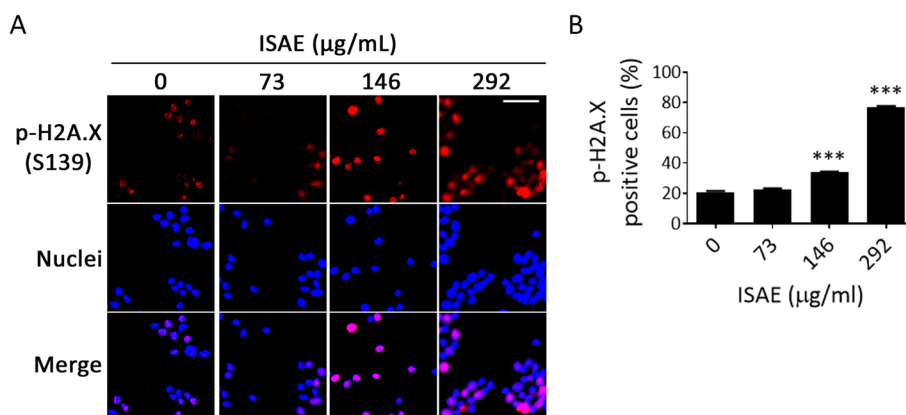 A
ISAE (μg/mL)
0 73 146 292
p-H2A.X
(S139)
Nuclei
Merge
B
p-H2A.X
positive cells (%)
100
80
60
40
20
0
***
***
0 73 146 292
ISAE (μg/ml)